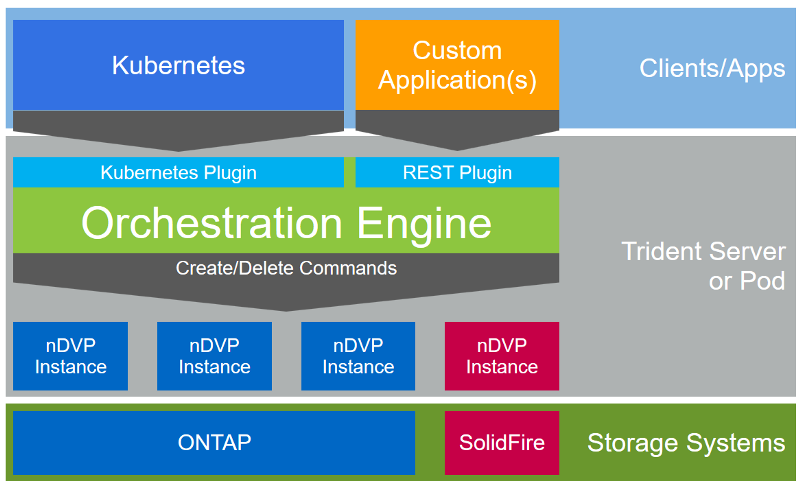 Kubernetes
Custom
Application(s)
Clients/Apps
Kubernetes Plugin
REST Plugin
Orchestration Engine
Create/Delete Commands
Trident Server
or Pod
nDVP
Instance
nDVP
Instance
nDVP
Instance
nDVP
Instance
ONTAP
SolidFire
Storage Systems